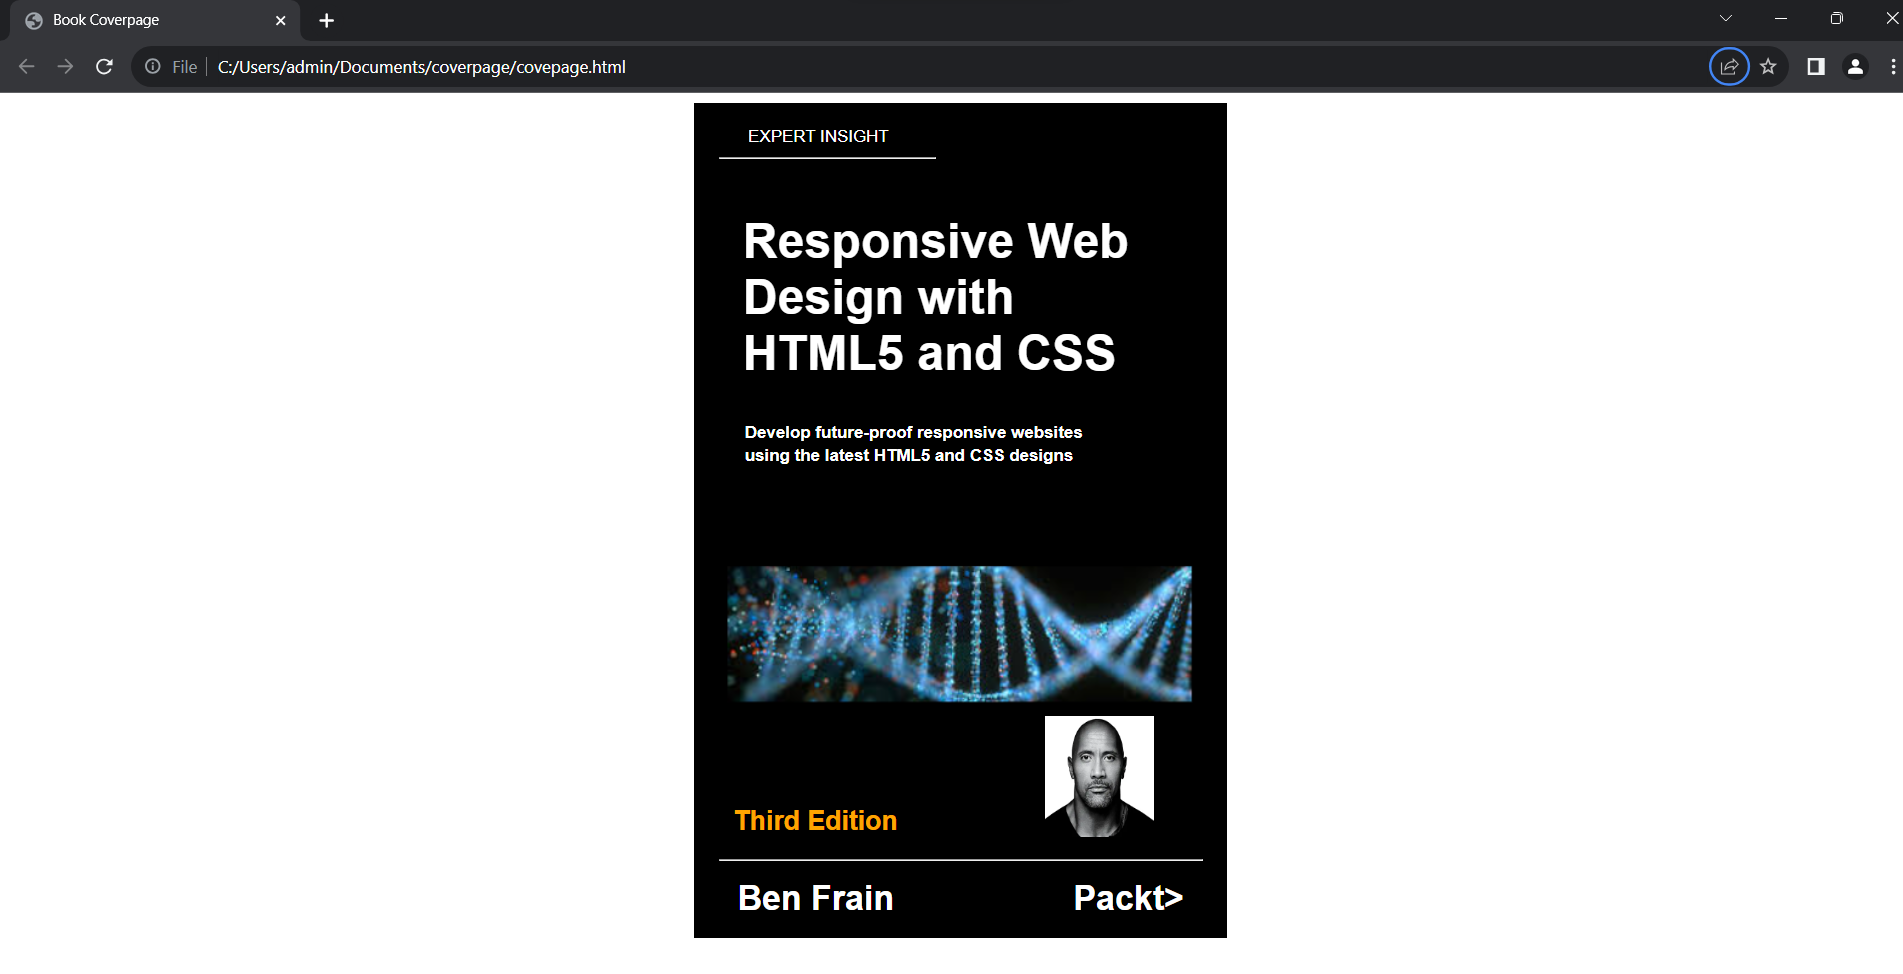 Book Coverpage
File
C:/Users/admin/Documents/coverpage/covepage.html
EXPERT INSIGHT
Responsive Web
Design with
HTML5 and CSS
Develop future-proof responsive websites
using the latest HTML5 and CSS designs
Third Edition
Ben Frain
Packt>